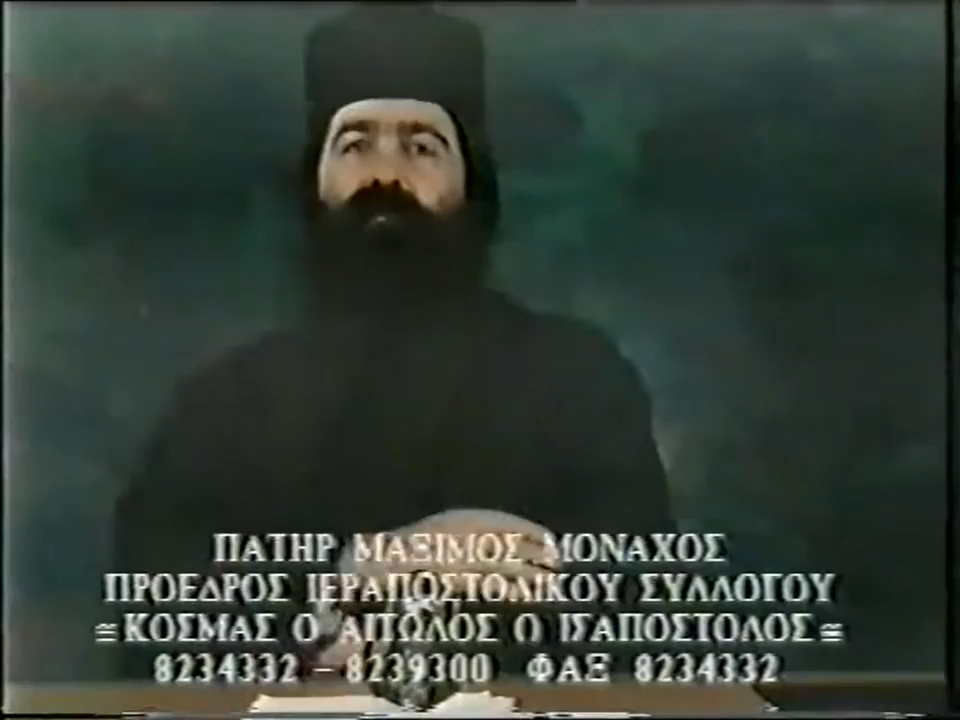 ΠΑΤΗΡ ΜΑΞΙΜΟΣ ΜΟΝΑΧΟΣ
ΠΡΟΕΔΡΟΣ ΙΕΡΑΠΟΣΤΟΛΙΚΟΥ ΣΥΛΛΟΓΟΥ
≅ΚΟΣΜΑΣ Ο ΑΙΤΩΛΟΣ Ο ΙΣΑΠΟΣΤΟΛΟΣ≅
8234332 - 8239300 ΦΑΞ 8234332